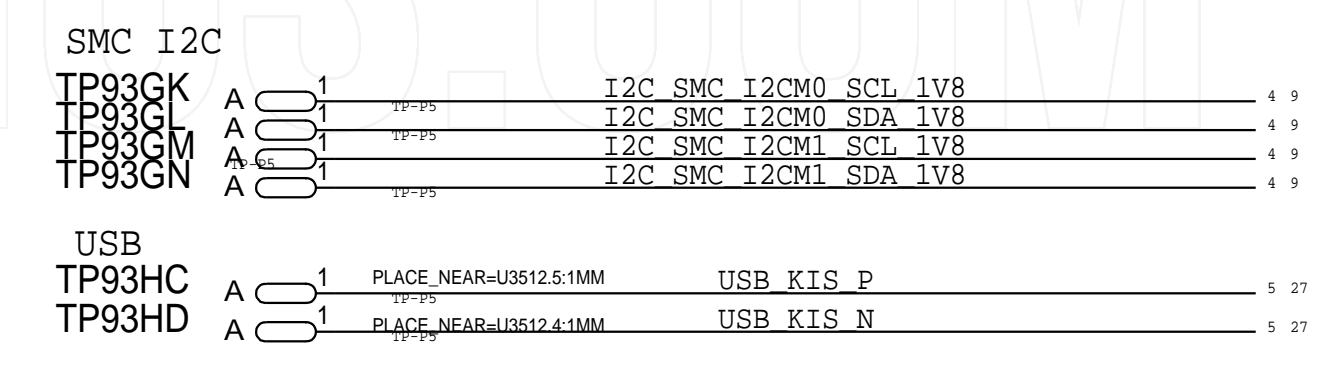 SMC I2C
TP93GK A 1 TP-P5 I2C_SMC_I2CM0_SCL_1V8 4 9
TP93GL A 1 TP-P5 I2C_SMC_I2CM0_SDA_1V8 4 9
TP93GM A 1 TP-P5 I2C_SMC_I2CM1_SCL_1V8 4 9
TP93GN A 1 TP-P5 I2C_SMC_I2CM1_SDA_1V8 4 9
USB
TP93HC A 1 PLACE_NEAR=U3512.5:1MM TP-P5 USB_KIS_P 5 27
TP93HD A 1 PLACE_NEAR=U3512.4:1MM TP-P5 USB_KIS_N 5 27